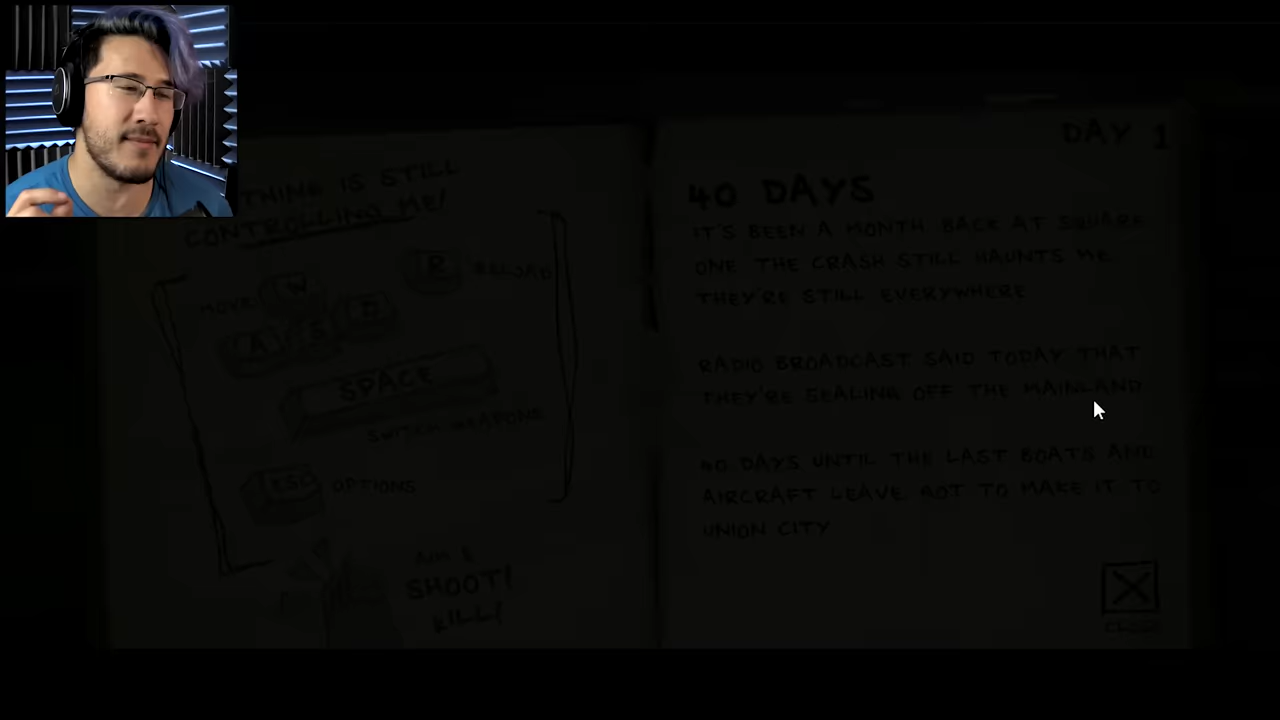 THING IS STILL
CONTROLLING ME!
MOVE W
A S D
R RELOAD
SPACE
SWITCH WEAPONS
ESC OPTIONS
AIM &
SHOOT!
KILL!
DAY 1
40 DAYS
IT'S BEEN A MONTH BACK AT SQUARE
ONE THE CRASH STILL HAUNTS ME
THEY'RE STILL EVERYWHERE
RADIO BROADCAST SAID TODAY THAT
THEY'RE SEALING OFF THE MAINLAND
40 DAYS UNTIL THE LAST BOATS AND
AIRCRAFT LEAVE GOT TO MAKE IT TO
UNION CITY
CLOSE